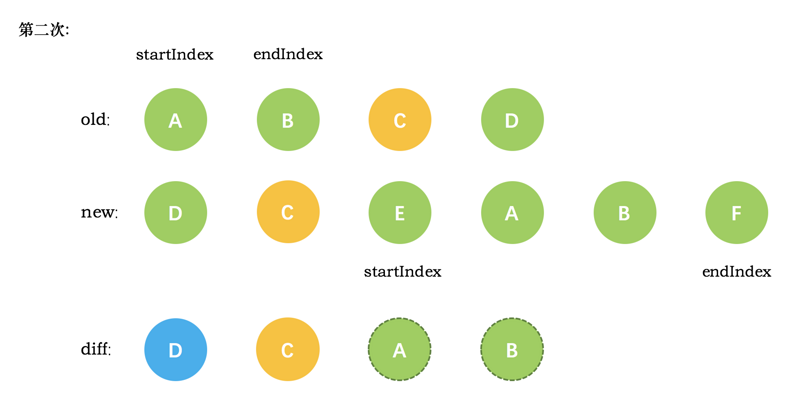 第二次:
startIndex endIndex
old: A B C D
new: D C E A B F
startIndex endIndex
diff: D C A B